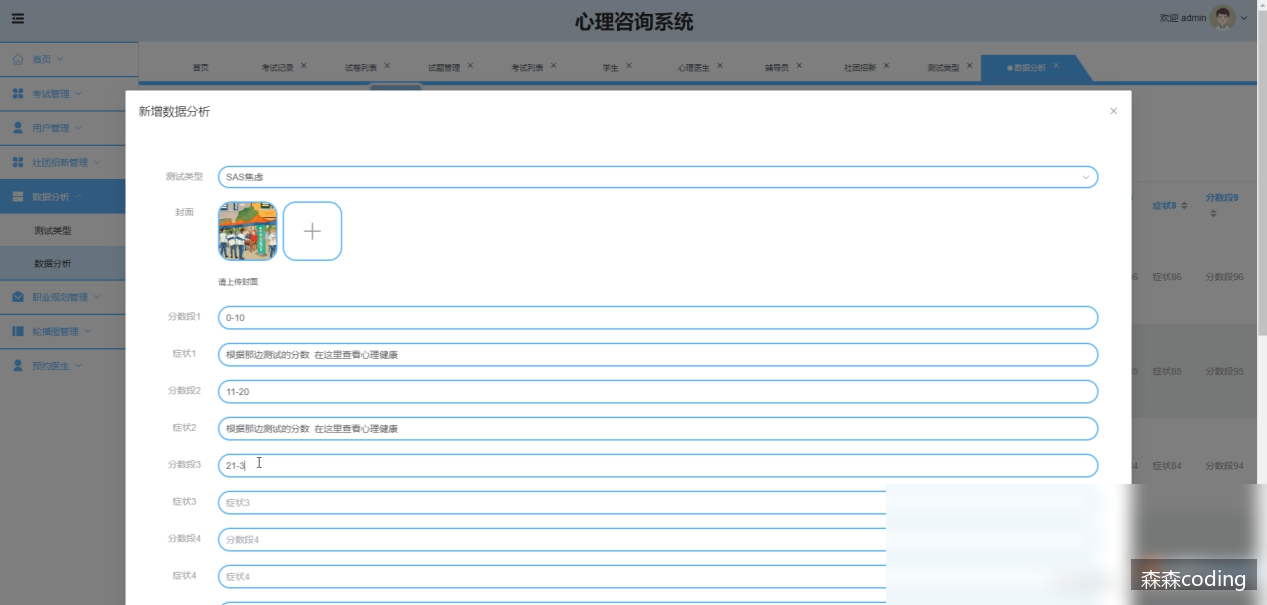 心理咨询系统
欢迎 admin
首页
首页
考试记录
试卷列表
试题管理
考试列表
学生
心理医生
辅导员
社团招新
测试类型
数据分析
考试管理
用户管理
社团招新管理
数据分析
测试类型
数据分析
职业规划管理
轮播图管理
预约医生
新增数据分析
测试类型 SAS焦虑
封面
请上传封面
分数段1 0-10
症状1 根据那边测试的分数 在这里查看心理健康
分数段2 11-20
症状2 根据那边测试的分数 在这里查看心理健康
分数段3 21-3
症状3 症状3
分数段4 分数段4
症状4 症状4
症状8 分数段9
症状86 分数段96
症状85 分数段95
症状84 分数段94
森森coding